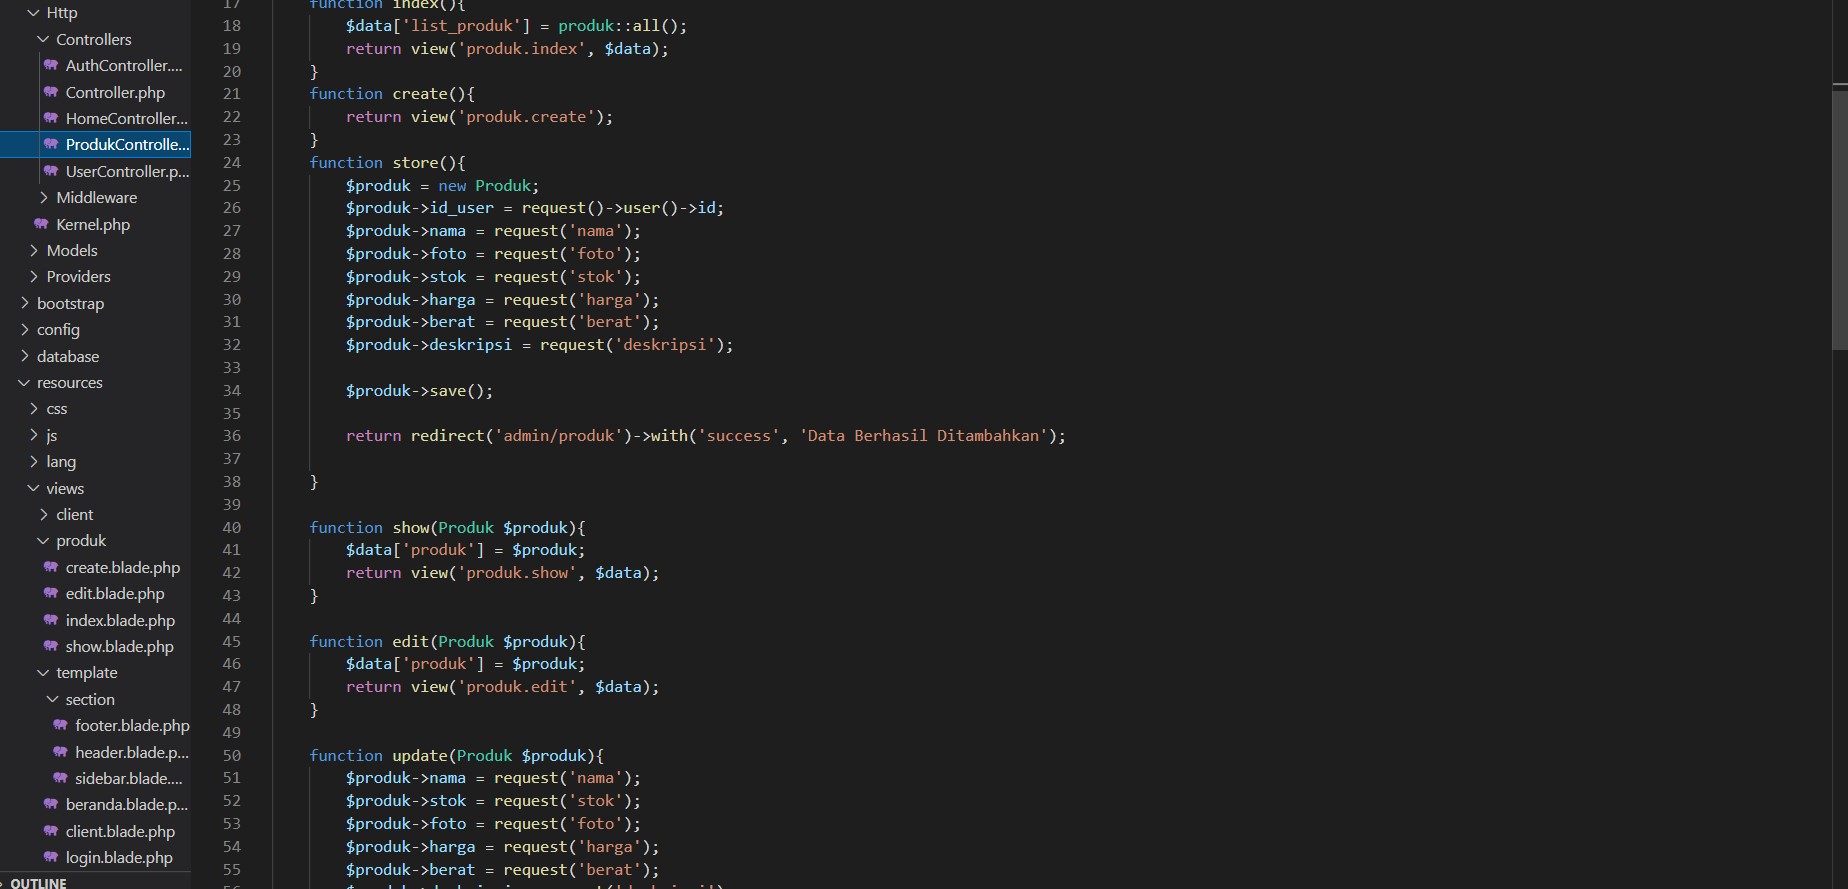 Http
Controllers
AuthController....
Controller.php
HomeController...
ProdukControlle...
UserController.p...
Middleware
Kernel.php
Models
Providers
bootstrap
config
database
resources
css
js
lang
views
client
produk
create.blade.php
edit.blade.php
index.blade.php
show.blade.php
template
section
footer.blade.php
header.blade.p...
sidebar.blade....
beranda.blade.p...
client.blade.php
login.blade.php
OUTLINE
17 function index(){
18 $data['list_produk'] = produk::all();
19 return view('produk.index', $data);
20 }
21 function create(){
22 return view('produk.create');
23 }
24 function store(){
25 $produk = new Produk;
26 $produk->id_user = request()->user()->id;
27 $produk->nama = request('nama');
28 $produk->foto = request('foto');
29 $produk->stok = request('stok');
30 $produk->harga = request('harga');
31 $produk->berat = request('berat');
32 $produk->deskripsi = request('deskripsi');
33
34 $produk->save();
35
36 return redirect('admin/produk')->with('success', 'Data Berhasil Ditambahkan');
37
38 }
39
40 function show(Produk $produk){
41 $data['produk'] = $produk;
42 return view('produk.show', $data);
43 }
44
45 function edit(Produk $produk){
46 $data['produk'] = $produk;
47 return view('produk.edit', $data);
48 }
49
50 function update(Produk $produk){
51 $produk->nama = request('nama');
52 $produk->stok = request('stok');
53 $produk->foto = request('foto');
54 $produk->harga = request('harga');
55 $produk->berat = request('berat');